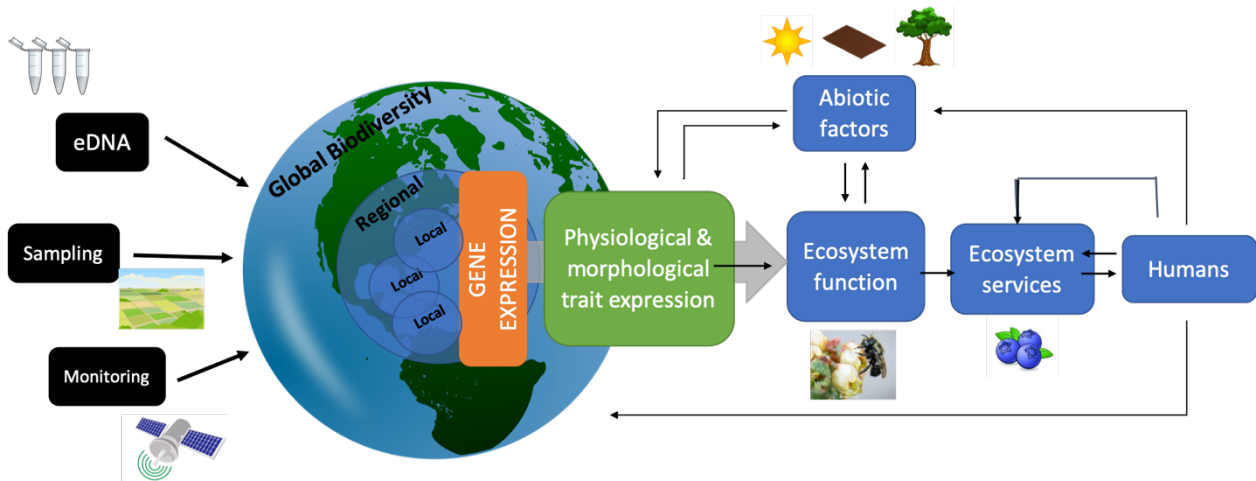 eDNA
Sampling
Monitoring
Global Biodiversity
Regional
Local
Local
Local
GENE
EXPRESSION
Physiological &
morphological
trait expression
Abiotic
factors
Ecosystem
function
Ecosystem
services
Humans